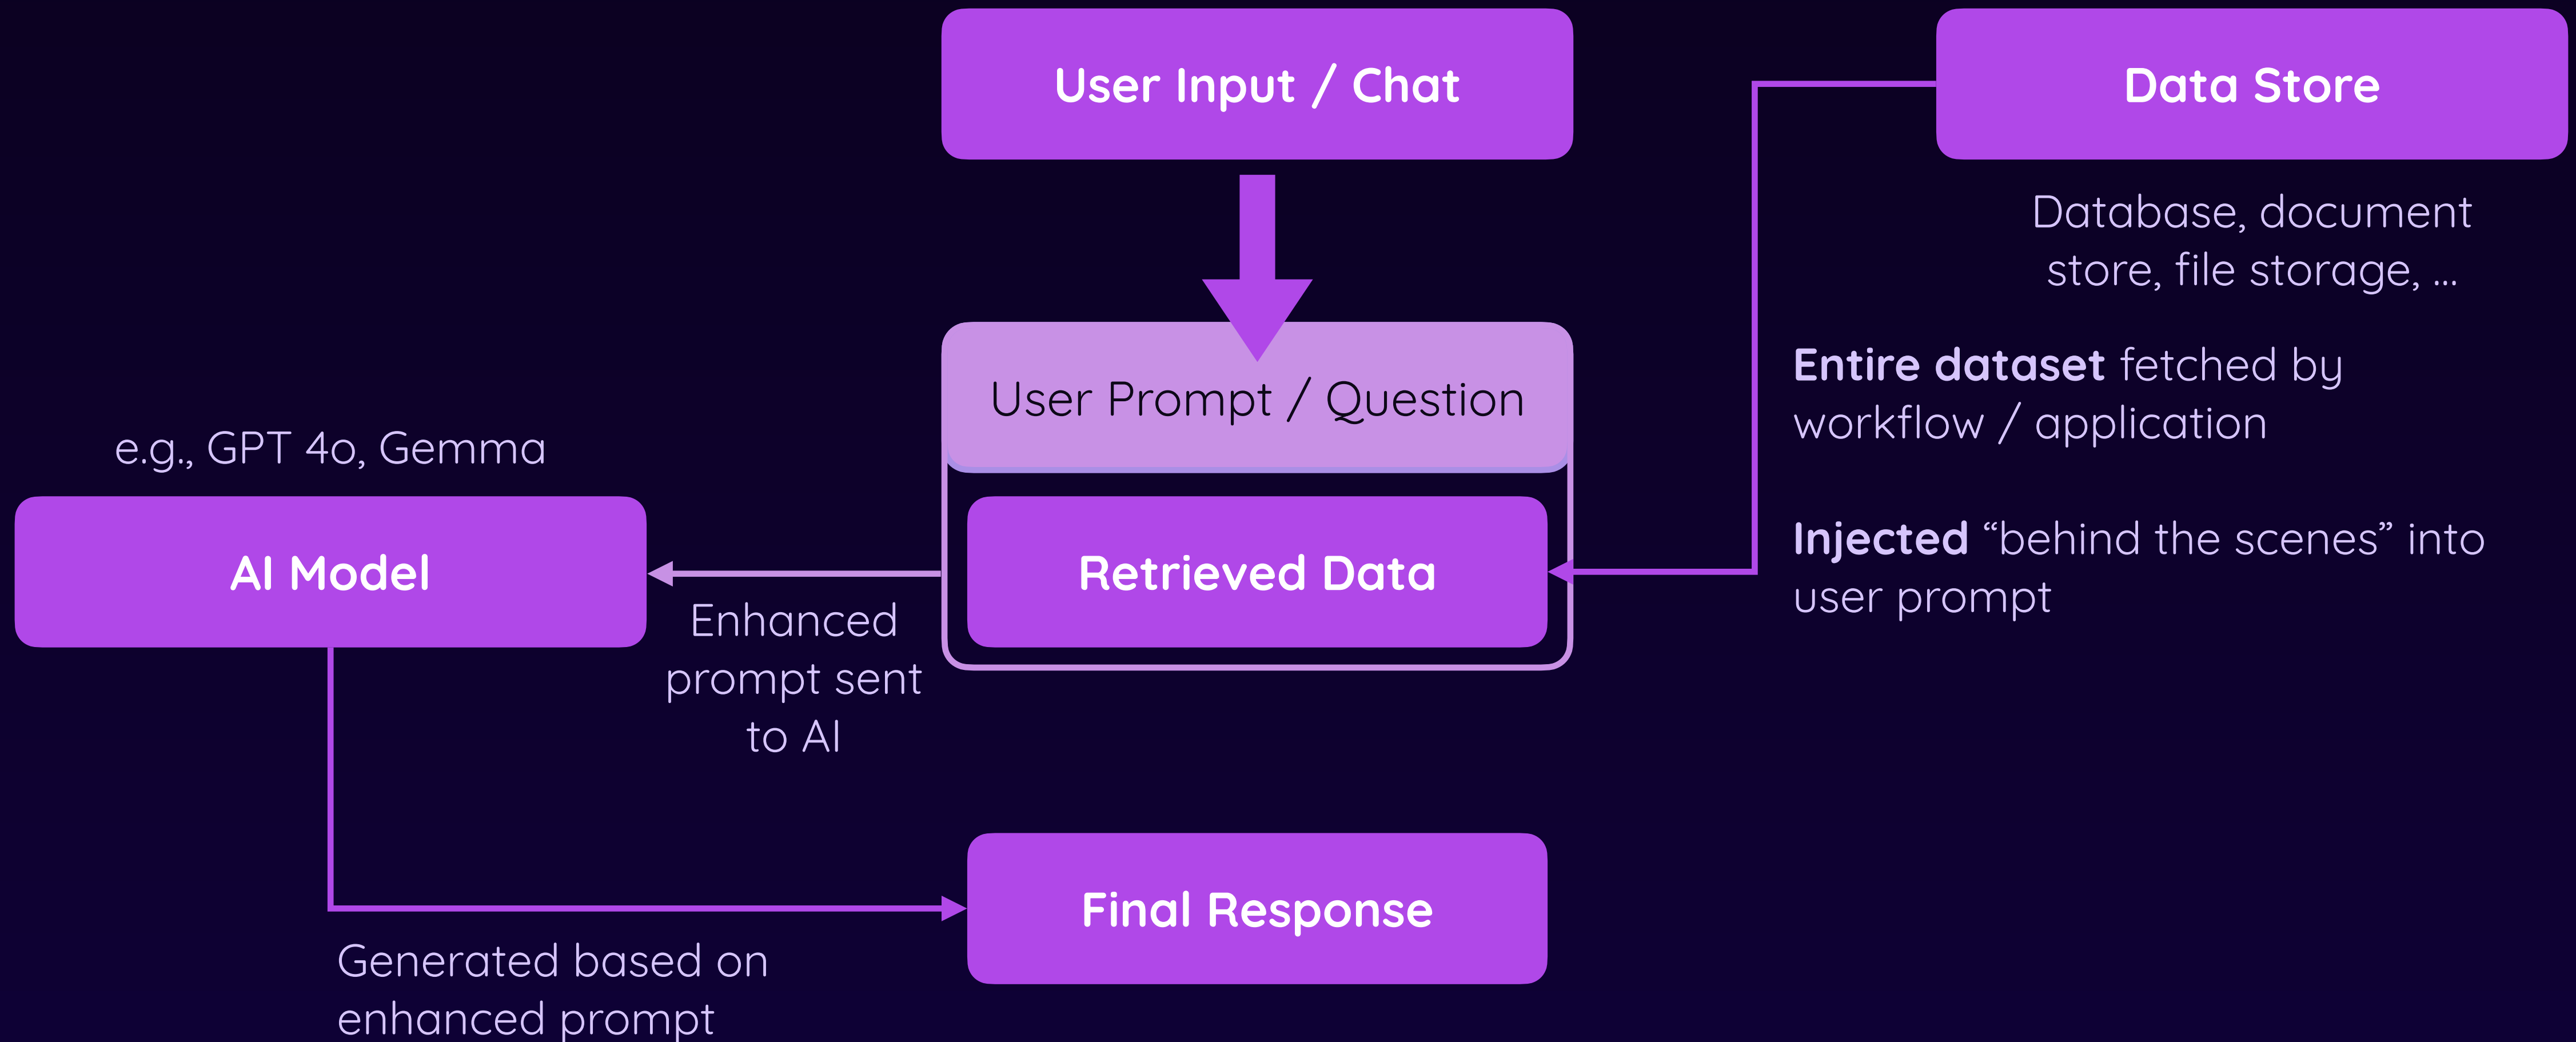 User Input / Chat
Data Store
Database, document
store, file storage, ...
User Prompt / Question
Entire dataset fetched by
workflow / application
e.g., GPT 4o, Gemma
AI Model
Retrieved Data
Injected “behind the scenes” into
user prompt
Enhanced
prompt sent
to AI
Final Response
Generated based on
enhanced prompt